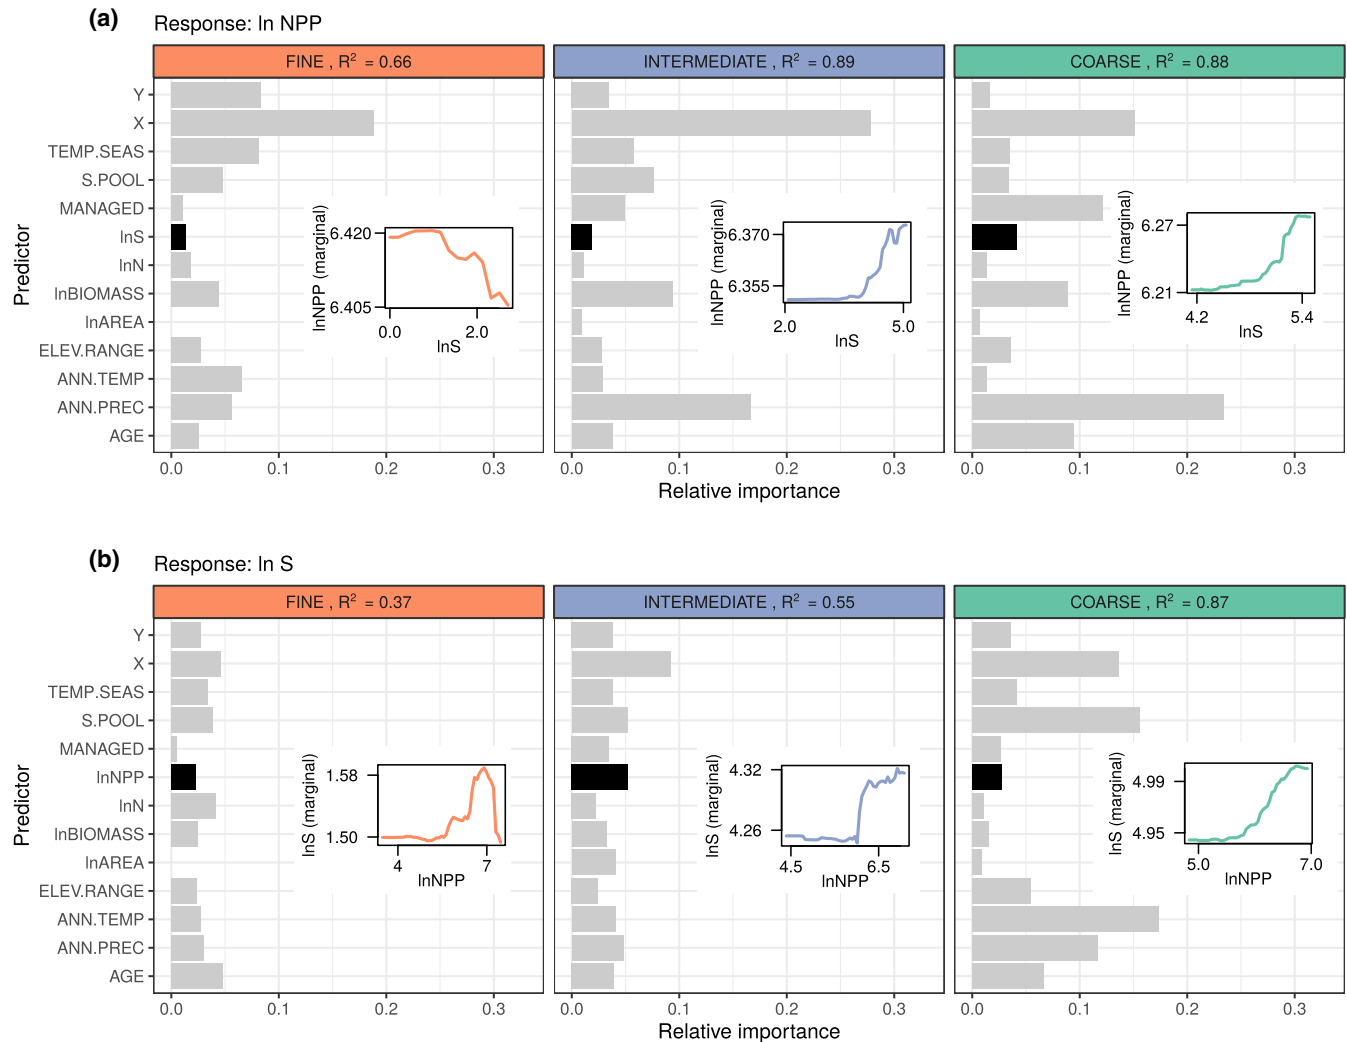 (a) Response: ln NPP
FINE , R² = 0.66
INTERMEDIATE , R² = 0.89
COARSE , R² = 0.88
Predictor
Y
X
TEMP.SEAS
S.POOL
MANAGED
lnS
lnN
lnBIOMASS
lnAREA
ELEV.RANGE
ANN.TEMP
ANN.PREC
AGE
lnNPP (marginal)
6.420
6.405
0.0 2.0
lnS
lnNPP (marginal)
6.370
6.355
2.0 5.0
lnS
lnNPP (marginal)
6.27
6.21
4.2 5.4
lnS
0.0 0.1 0.2 0.3
0.0 0.1 0.2 0.3
0.0 0.1 0.2 0.3
Relative importance
(b) Response: ln S
FINE , R² = 0.37
INTERMEDIATE , R² = 0.55
COARSE , R² = 0.87
Predictor
Y
X
TEMP.SEAS
S.POOL
MANAGED
lnNPP
lnN
lnBIOMASS
lnAREA
ELEV.RANGE
ANN.TEMP
ANN.PREC
AGE
lnS (marginal)
1.58
1.50
4 7
lnNPP
lnS (marginal)
4.32
4.26
4.5 6.5
lnNPP
lnS (marginal)
4.99
4.95
5.0 7.0
lnNPP
0.0 0.1 0.2 0.3
0.0 0.1 0.2 0.3
0.0 0.1 0.2 0.3
Relative importance